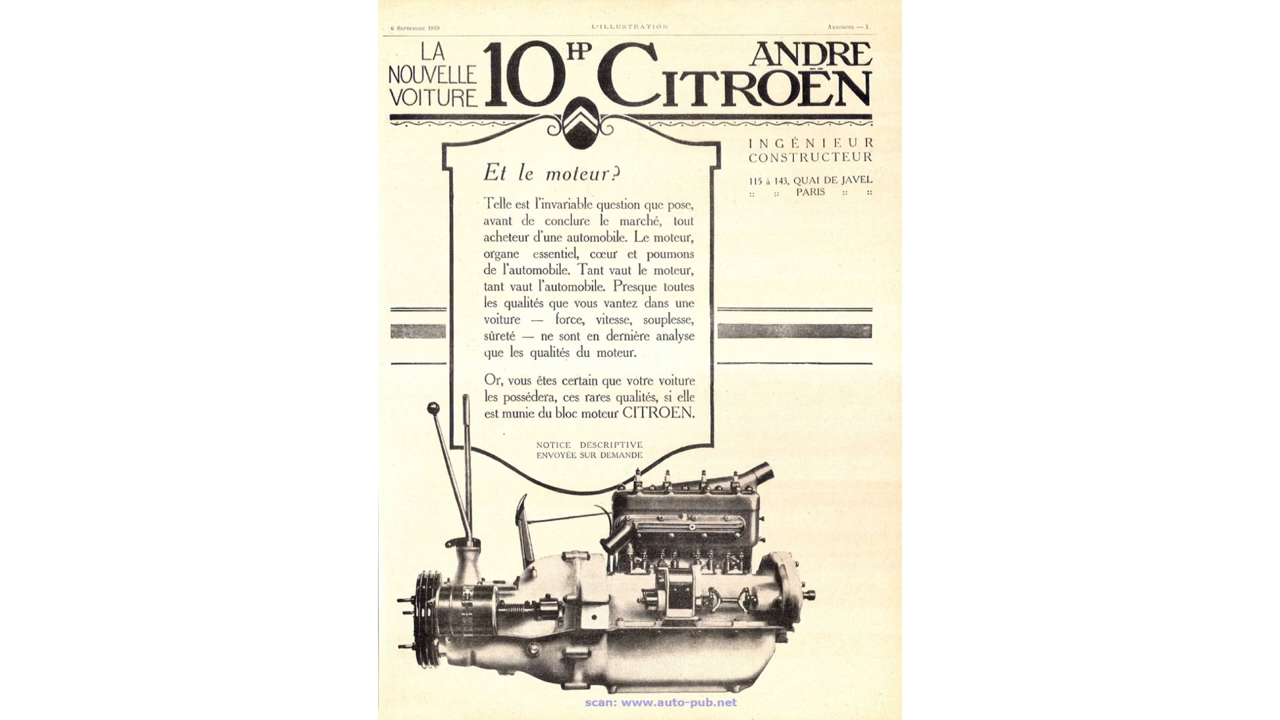 6 Septembre 1919
L'ILLUSTRATION
Annonces — 1
LA
NOUVELLE
VOITURE
10 HP CITROËN
ANDRE
INGÉNIEUR
CONSTRUCTEUR
115 à 143, QUAI DE JAVEL
:: :: PARIS :: ::
Et le moteur?
Telle est l'invariable question que pose,
avant de conclure le marché, tout
acheteur d'une automobile. Le moteur,
organe essentiel, cœur et poumons
de l'automobile. Tant vaut le moteur,
tant vaut l'automobile. Presque toutes
les qualités que vous vantez dans une
voiture — force, vitesse, souplesse,
sûreté — ne sont en dernière analyse
que les qualités du moteur.
Or, vous êtes certain que votre voiture
les possédera, ces rares qualités, si elle
est munie du bloc moteur CITROEN.
NOTICE DESCRIPTIVE
ENVOYÉE SUR DEMANDE
scan: www.auto-pub.net